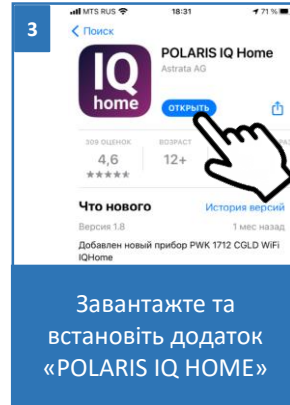 3
MTS RUS 18:31 71 %
Поиск
IQ
home
POLARIS IQ Home
Astrata AG
ОТКРЫТЬ
309 ОЦЕНОК ВОЗРАСТ
4,6 12+
★★★★★
Что нового История версий
Версия 1.8 1 мес назад
Добавлен новый прибор PWK 1712 CGLD WiFi
IQHome
Завантажте та
встановіть додаток
«POLARIS IQ HOME»